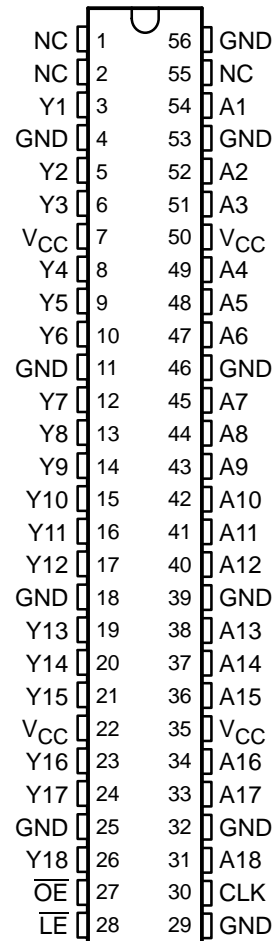 NC 1 56 GND
NC 2 55 NC
Y1 3 54 A1
GND 4 53 GND
Y2 5 52 A2
Y3 6 51 A3
VCC 7 50 VCC
Y4 8 49 A4
Y5 9 48 A5
Y6 10 47 A6
GND 11 46 GND
Y7 12 45 A7
Y8 13 44 A8
Y9 14 43 A9
Y10 15 42 A10
Y11 16 41 A11
Y12 17 40 A12
GND 18 39 GND
Y13 19 38 A13
Y14 20 37 A14
Y15 21 36 A15
VCC 22 35 VCC
Y16 23 34 A16
Y17 24 33 A17
GND 25 32 GND
Y18 26 31 A18
O̅E̅ 27 30 CLK
L̅E̅ 28 29 GND